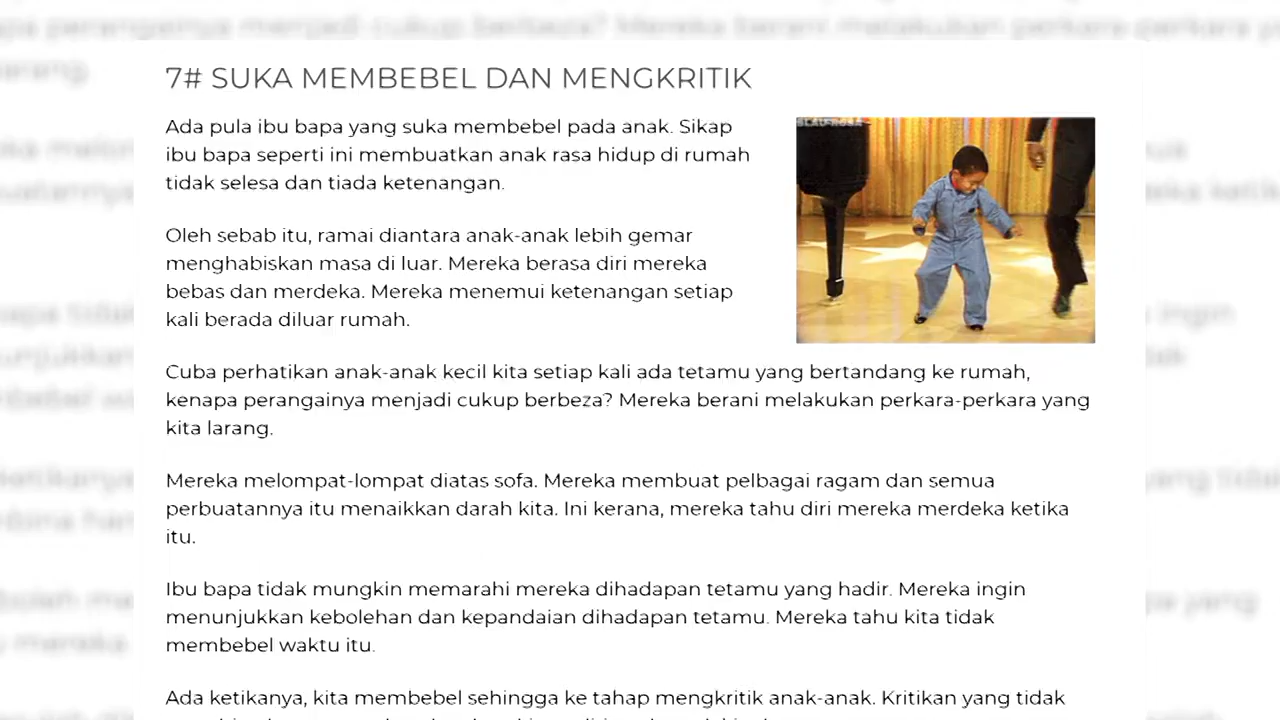 7# SUKA MEMBEBEL DAN MENGKRITIK
Ada pula ibu bapa yang suka membebel pada anak. Sikap
ibu bapa seperti ini membuatkan anak rasa hidup di rumah
tidak selesa dan tiada ketenangan.
Oleh sebab itu, ramai diantara anak-anak lebih gemar
menghabiskan masa di luar. Mereka berasa diri mereka
bebas dan merdeka. Mereka menemui ketenangan setiap
kali berada diluar rumah.
Cuba perhatikan anak-anak kecil kita setiap kali ada tetamu yang bertandang ke rumah,
kenapa perangainya menjadi cukup berbeza? Mereka berani melakukan perkara-perkara yang
kita larang.
Mereka melompat-lompat diatas sofa. Mereka membuat pelbagai ragam dan semua
perbuatannya itu menaikkan darah kita. Ini kerana, mereka tahu diri mereka merdeka ketika
itu.
Ibu bapa tidak mungkin memarahi mereka dihadapan tetamu yang hadir. Mereka ingin
menunjukkan kebolehan dan kepandaian dihadapan tetamu. Mereka tahu kita tidak
membebel waktu itu.
Ada ketikanya, kita membebel sehingga ke tahap mengkritik anak-anak. Kritikan yang tidak